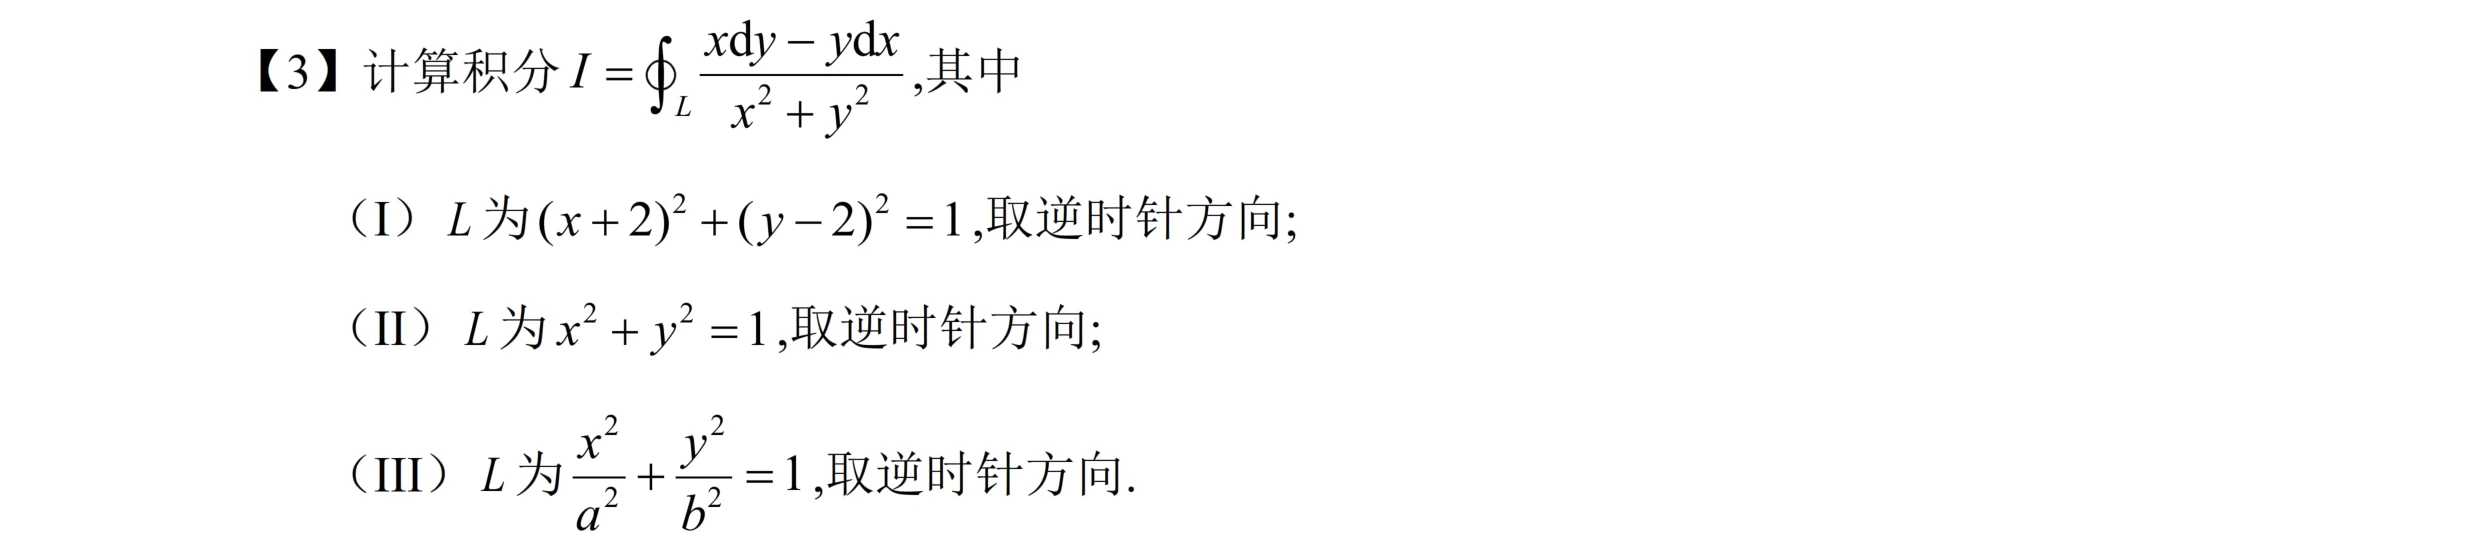 【3】计算积分 $I = \oint_L \frac{x\mathrm{d}y - y\mathrm{d}x}{x^2 + y^2}$ ,其中
（I）$L$ 为 $(x+2)^2 + (y-2)^2 = 1$ ,取逆时针方向;
（II）$L$ 为 $x^2 + y^2 = 1$ ,取逆时针方向;
（III）$L$ 为 $\frac{x^2}{a^2} + \frac{y^2}{b^2} = 1$ ,取逆时针方向.